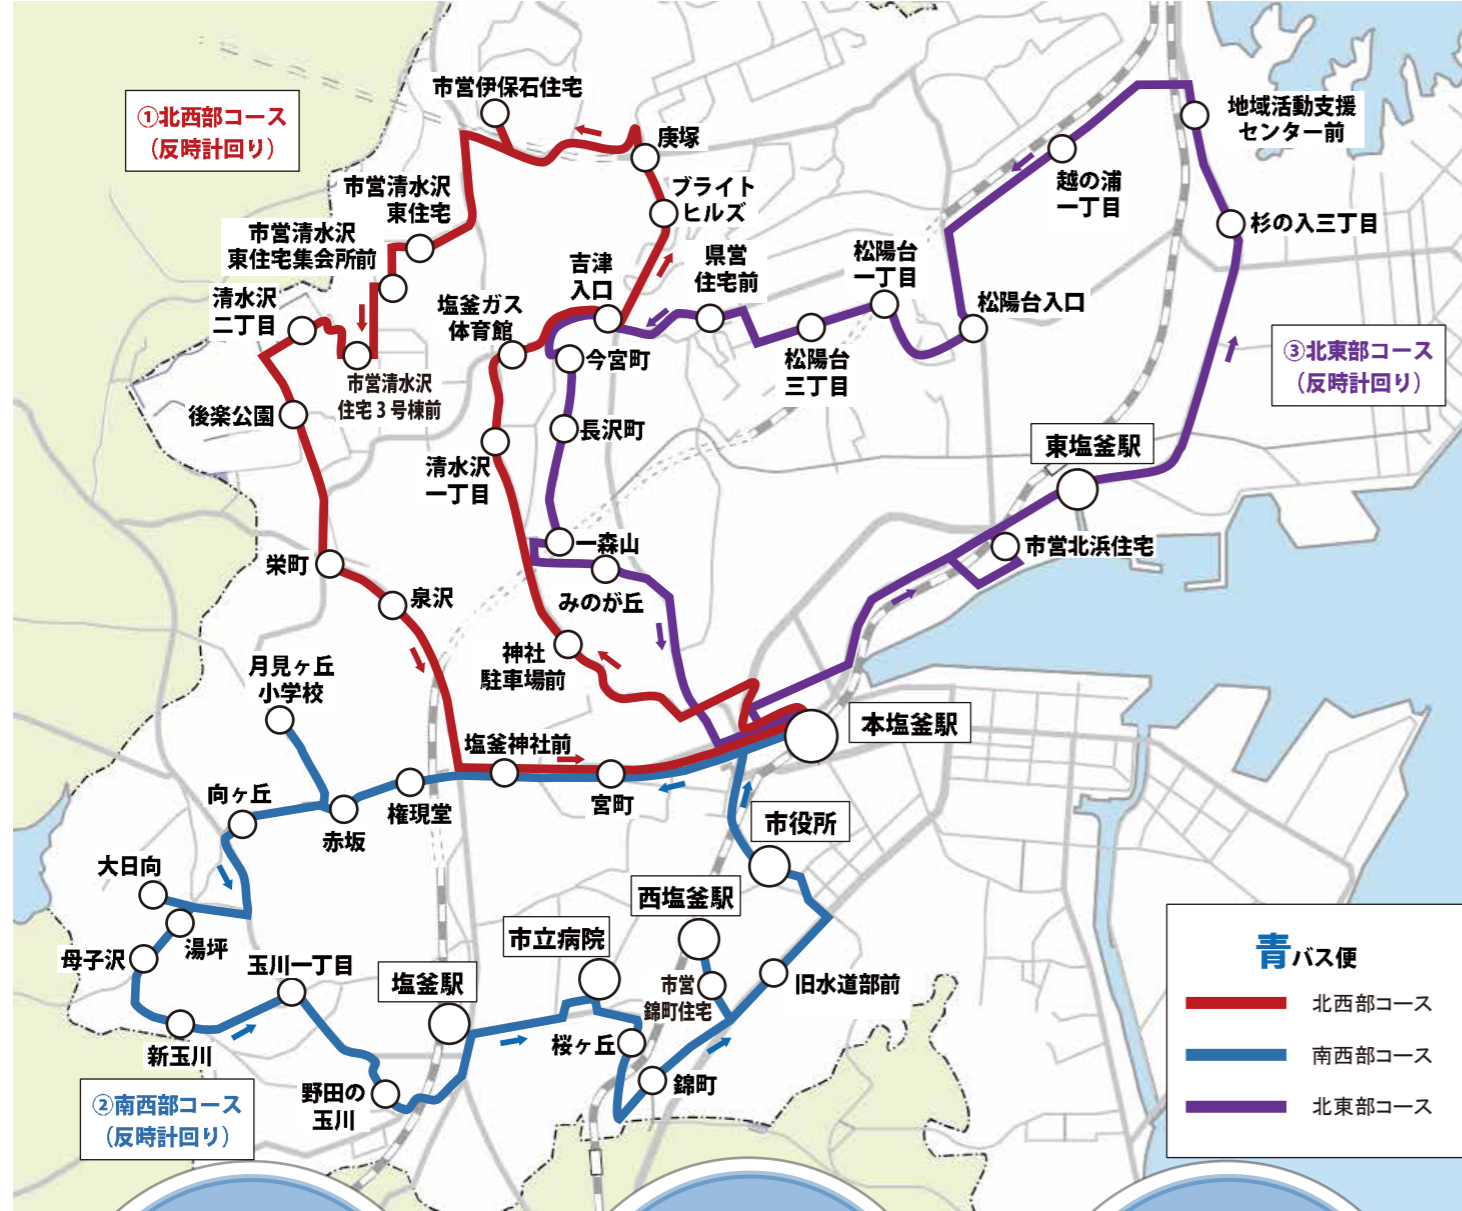 ①北西部コース
（反時計回り）
市営伊保石住宅
庚塚
ブライト
ヒルズ
市営清水沢
東住宅
市営清水沢
東住宅集会所前
清水沢
二丁目
市営清水沢
住宅３号棟前
後楽公園
栄町
泉沢
塩釜ガス
体育館
吉津
入口
清水沢
一丁目
神社
駐車場前
塩釜神社前
宮町
本塩釜駅
地域活動支援
センター前
越の浦
一丁目
杉の入三丁目
松陽台
一丁目
松陽台入口
県営
住宅前
松陽台
三丁目
今宮町
長沢町
一森山
みのが丘
③北東部コース
（反時計回り）
東塩釜駅
市営北浜住宅
月見ヶ丘
小学校
向ヶ丘
赤坂
権現堂
大日向
湯坪
母子沢
新玉川
玉川一丁目
野田の
玉川
塩釜駅
市立病院
桜ヶ丘
錦町
西塩釜駅
市営
錦町住宅
旧水道部前
市役所
②南西部コース
（反時計回り）
青バス便
北西部コース
南西部コース
北東部コース